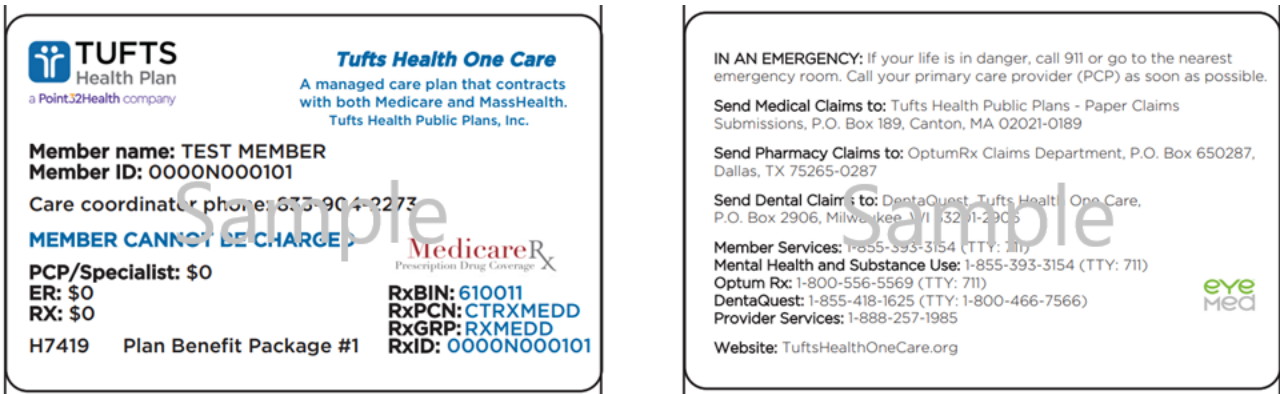 TUFTS
Health Plan
a Point32Health company
Tufts Health One Care
A managed care plan that contracts
with both Medicare and MassHealth.
Tufts Health Public Plans, Inc.
Member name: TEST MEMBER
Member ID: 0000N000101
Care coordinator phone: 833-904-2273
Sample
MEMBER CANNOT BE CHARGED
MedicareRx
Prescription Drug Coverage
PCP/Specialist: $0
ER: $0
RX: $0
RxBIN: 610011
RxPCN: CTRXMEDD
RxGRP: RXMEDD
RxID: 0000N000101
H7419 Plan Benefit Package #1
IN AN EMERGENCY: If your life is in danger, call 911 or go to the nearest
emergency room. Call your primary care provider (PCP) as soon as possible.
Send Medical Claims to: Tufts Health Public Plans - Paper Claims
Submissions, P.O. Box 189, Canton, MA 02021-0189
Send Pharmacy Claims to: OptumRx Claims Department, P.O. Box 650287,
Dallas, TX 75265-0287
Send Dental Claims to: DentaQuest, Tufts Health One Care,
P.O. Box 2906, Milwaukee, WI 53201-2906
Sample
Member Services: 1-855-393-3154 (TTY: 711)
Mental Health and Substance Use: 1-855-393-3154 (TTY: 711)
Optum Rx: 1-800-556-5569 (TTY: 711)
DentaQuest: 1-855-418-1625 (TTY: 1-800-466-7566)
Provider Services: 1-888-257-1985
eye
Med
Website: TuftsHealthOneCare.org